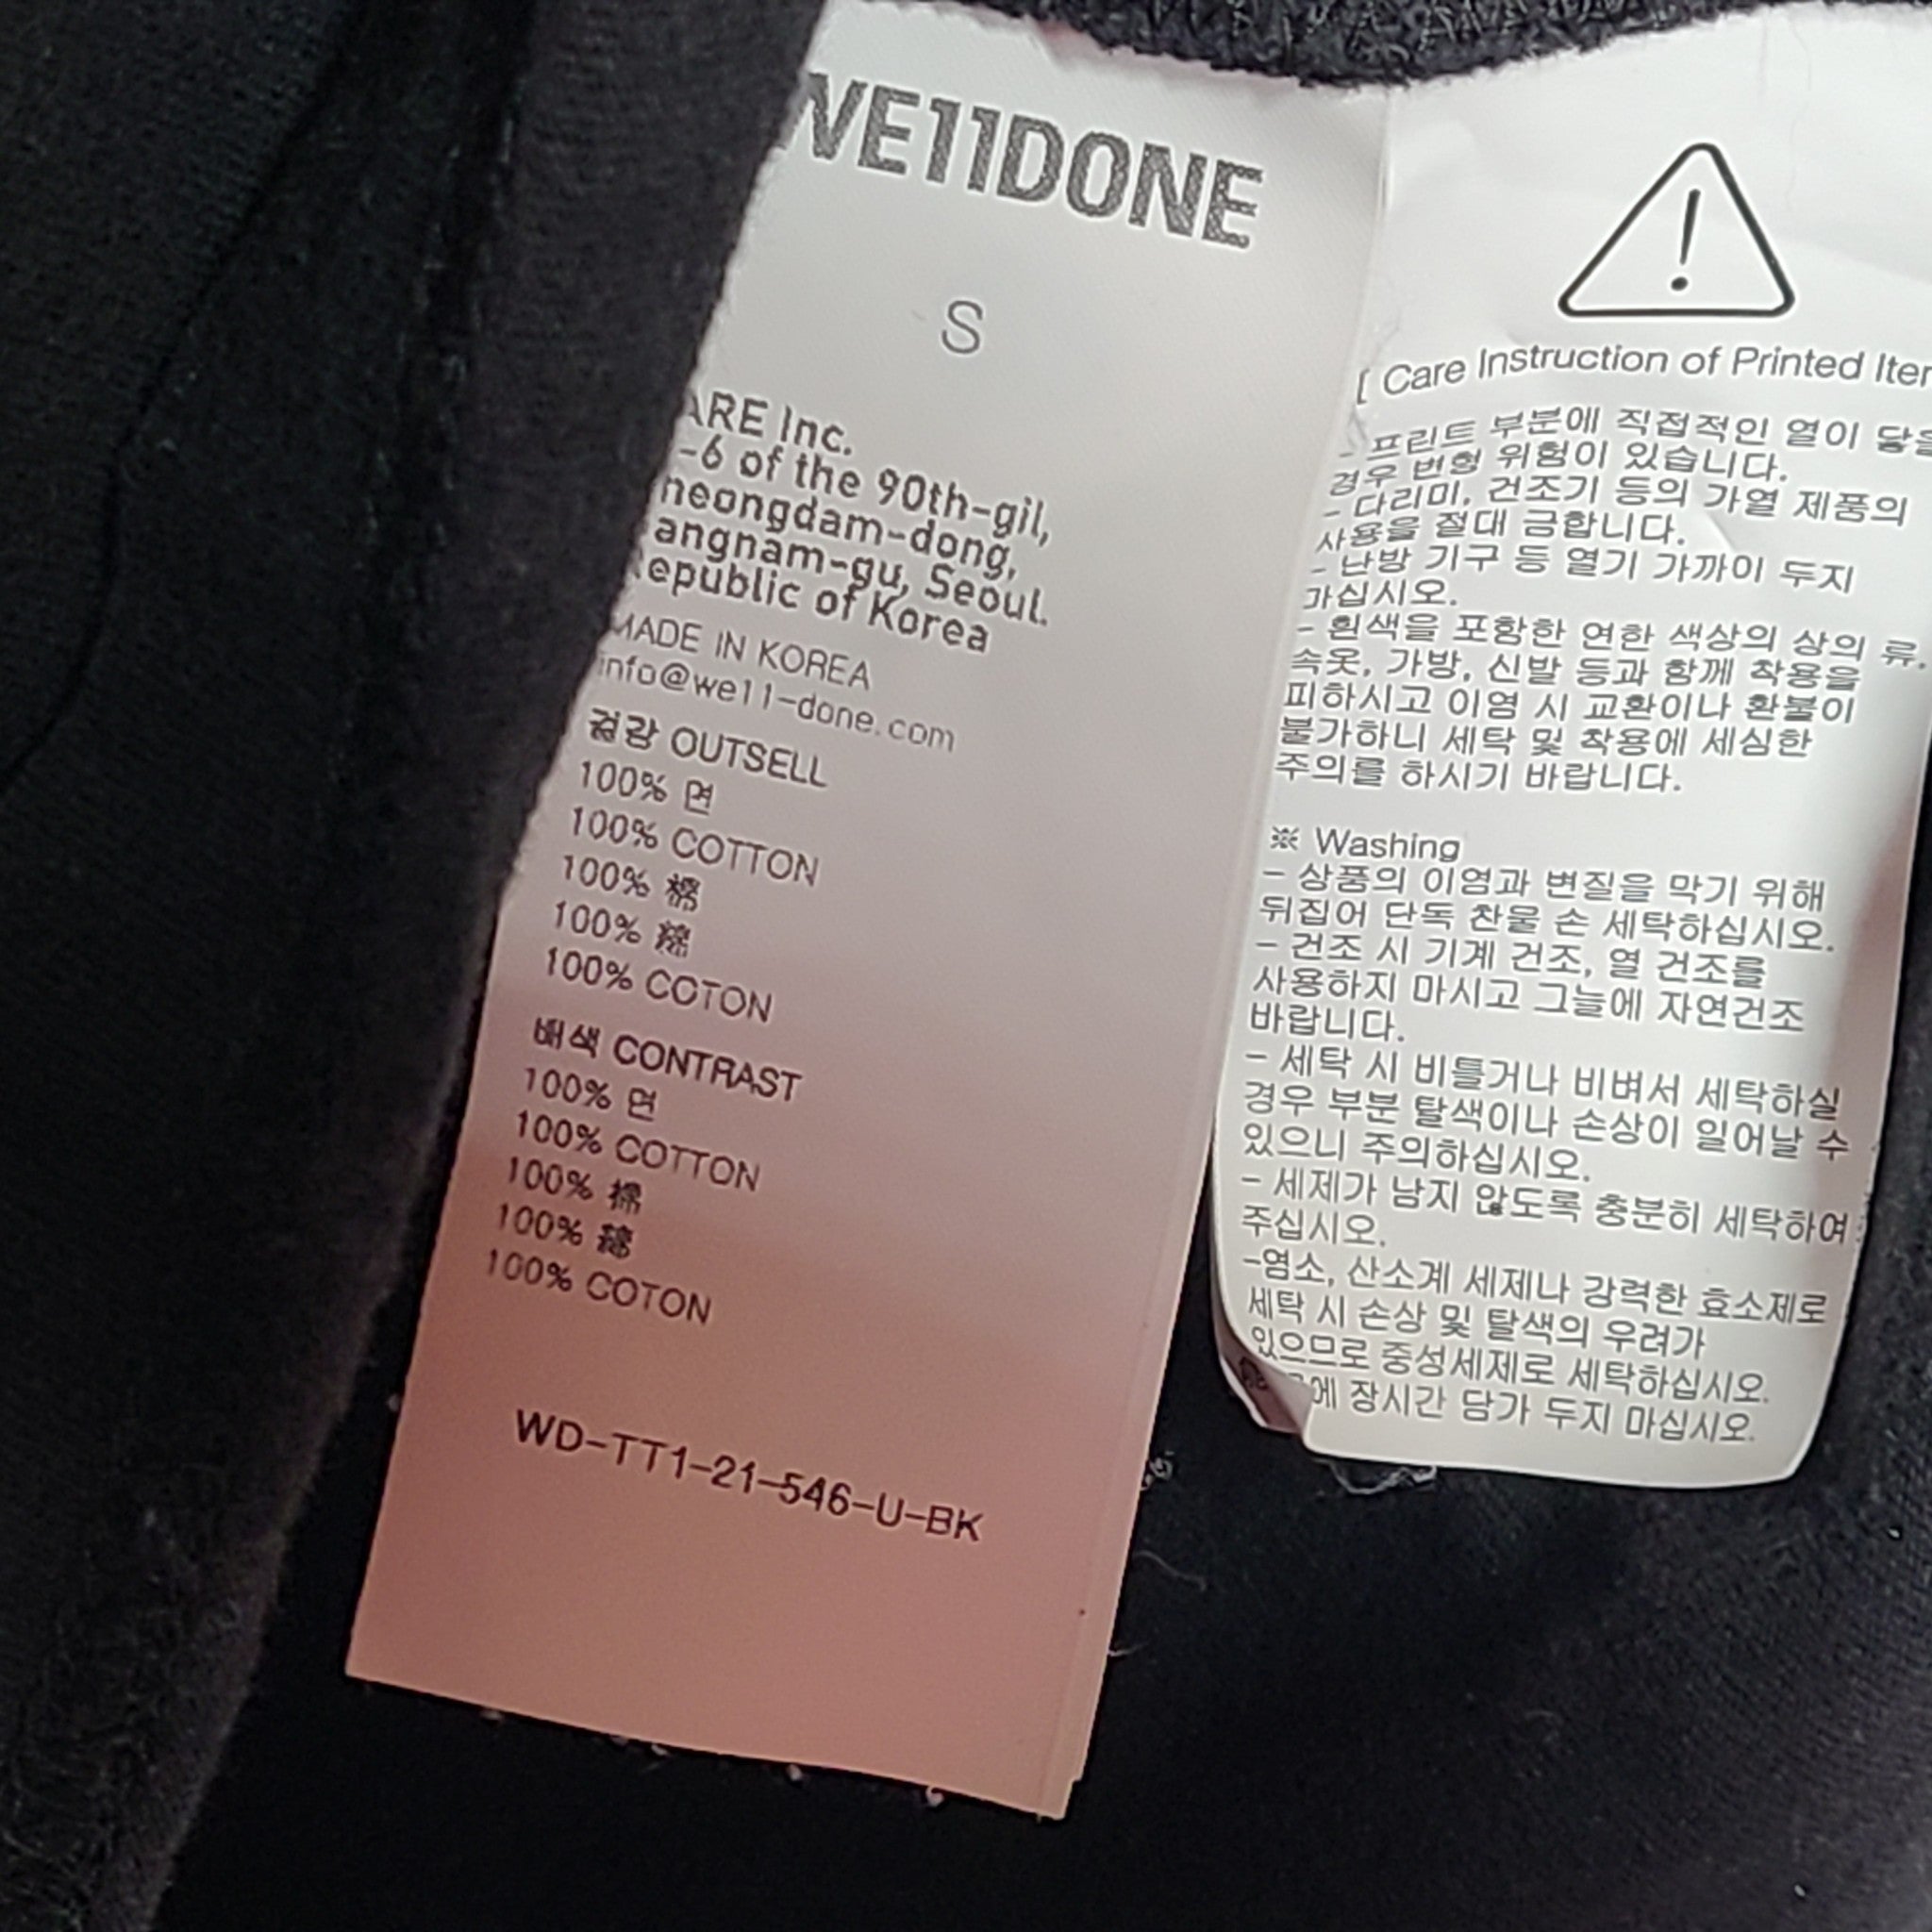 WE11DONE
S
ARE Inc.
-6 of the 90th-gil,
heongdam-dong,
angnam-gu, Seoul.
epublic of Korea
MADE IN KOREA
info@we11-done.com
겉감 OUTSELL
100% 면
100% COTTON
100% 棉
100% 綿
100% COTON
배색 CONTRAST
100% 면
100% COTTON
100% 棉
100% 綿
100% COTON
WD-TT1-21-546-U-BK
!
[ Care Instruction of Printed Iter
- 프린트 부분에 직접적인 열이 닿을
경우 변형 위험이 있습니다.
- 다리미, 건조기 등의 가열 제품의
사용을 절대 금합니다.
- 난방 기구 등 열기 가까이 두지
마십시오.
- 흰색을 포함한 연한 색상의 상의 류,
속옷, 가방, 신발 등과 함께 착용을
피하시고 이염 시 교환이나 환불이
불가하니 세탁 및 착용에 세심한
주의를 하시기 바랍니다.
※ Washing
- 상품의 이염과 변질을 막기 위해
뒤집어 단독 찬물 손 세탁하십시오.
- 건조 시 기계 건조, 열 건조를
사용하지 마시고 그늘에 자연건조
바랍니다.
- 세탁 시 비틀거나 비벼서 세탁하실
경우 부분 탈색이나 손상이 일어날 수
있으니 주의하십시오.
- 세제가 남지 않도록 충분히 세탁하여
주십시오.
-염소, 산소계 세제나 강력한 효소제로
세탁 시 손상 및 탈색의 우려가
있으므로 중성세제로 세탁하십시오.
에 장시간 담가 두지 마십시오.